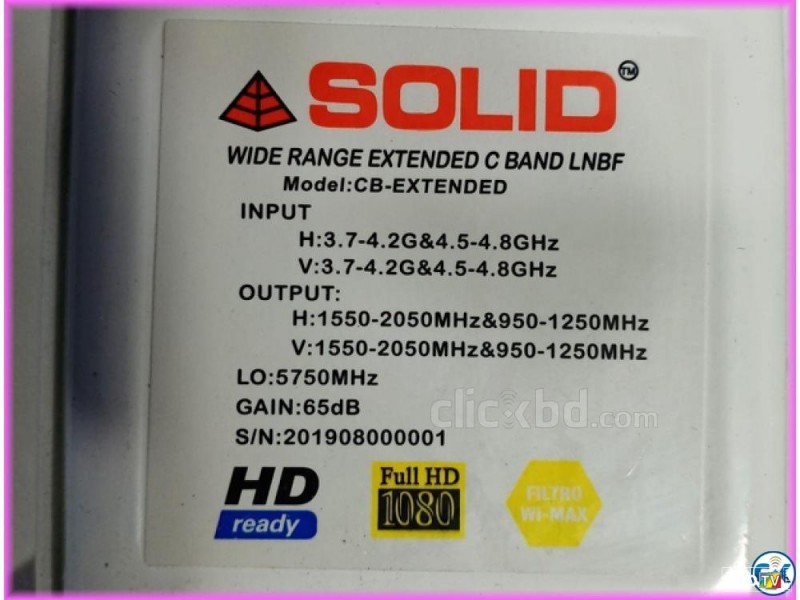 SOLID TM
WIDE RANGE EXTENDED C BAND LNBF
Model:CB-EXTENDED
INPUT
H:3.7-4.2G&4.5-4.8GHz
V:3.7-4.2G&4.5-4.8GHz
OUTPUT:
H:1550-2050MHz&950-1250MHz
V:1550-2050MHz&950-1250MHz
LO:5750MHz
GAIN:65dB
clickbd.com
S/N:201908000001
HD
ready
Full HD
1080
FILTRO
WI-MAX
TV